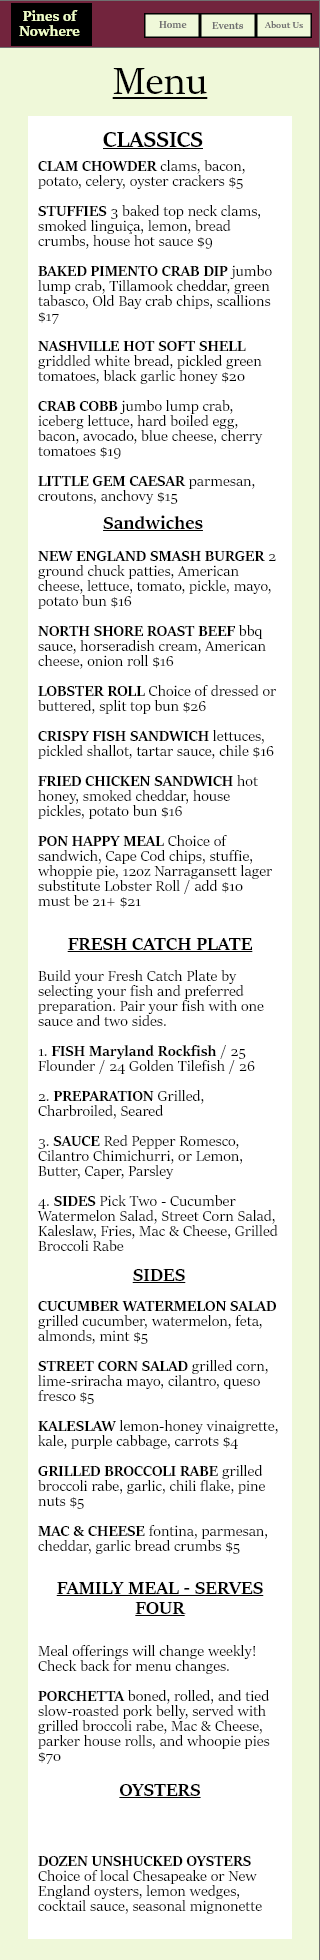 Pines of
Nowhere
Home
Events
About Us
Menu
CLASSICS
CLAM CHOWDER clams, bacon,
potato, celery, oyster crackers $5
STUFFIES 3 baked top neck clams,
smoked linguiça, lemon, bread
crumbs, house hot sauce $9
BAKED PIMENTO CRAB DIP jumbo
lump crab, Tillamook cheddar, green
tabasco, Old Bay crab chips, scallions
$17
NASHVILLE HOT SOFT SHELL
griddled white bread, pickled green
tomatoes, black garlic honey $20
CRAB COBB jumbo lump crab,
iceberg lettuce, hard boiled egg,
bacon, avocado, blue cheese, cherry
tomatoes $19
LITTLE GEM CAESAR parmesan,
croutons, anchovy $15
Sandwiches
NEW ENGLAND SMASH BURGER 2
ground chuck patties, American
cheese, lettuce, tomato, pickle, mayo,
potato bun $16
NORTH SHORE ROAST BEEF bbq
sauce, horseradish cream, American
cheese, onion roll $16
LOBSTER ROLL Choice of dressed or
buttered, split top bun $26
CRISPY FISH SANDWICH lettuces,
pickled shallot, tartar sauce, chile $16
FRIED CHICKEN SANDWICH hot
honey, smoked cheddar, house
pickles, potato bun $16
PON HAPPY MEAL Choice of
sandwich, Cape Cod chips, stuffie,
whoppie pie, 12oz Narragansett lager
substitute Lobster Roll / add $10
must be 21+ $21
FRESH CATCH PLATE
Build your Fresh Catch Plate by
selecting your fish and preferred
preparation. Pair your fish with one
sauce and two sides.
1. FISH Maryland Rockfish / 25
Flounder / 24 Golden Tilefish / 26
2. PREPARATION Grilled,
Charbroiled, Seared
3. SAUCE Red Pepper Romesco,
Cilantro Chimichurri, or Lemon,
Butter, Caper, Parsley
4. SIDES Pick Two - Cucumber
Watermelon Salad, Street Corn Salad,
Kaleslaw, Fries, Mac & Cheese, Grilled
Broccoli Rabe
SIDES
CUCUMBER WATERMELON SALAD
grilled cucumber, watermelon, feta,
almonds, mint $5
STREET CORN SALAD grilled corn,
lime-sriracha mayo, cilantro, queso
fresco $5
KALESLAW lemon-honey vinaigrette,
kale, purple cabbage, carrots $4
GRILLED BROCCOLI RABE grilled
broccoli rabe, garlic, chili flake, pine
nuts $5
MAC & CHEESE fontina, parmesan,
cheddar, garlic bread crumbs $5
FAMILY MEAL - SERVES
FOUR
Meal offerings will change weekly!
Check back for menu changes.
PORCHETTA boned, rolled, and tied
slow-roasted pork belly, served with
grilled broccoli rabe, Mac & Cheese,
parker house rolls, and whoopie pies
$70
OYSTERS
DOZEN UNSHUCKED OYSTERS
Choice of local Chesapeake or New
England oysters, lemon wedges,
cocktail sauce, seasonal mignonette